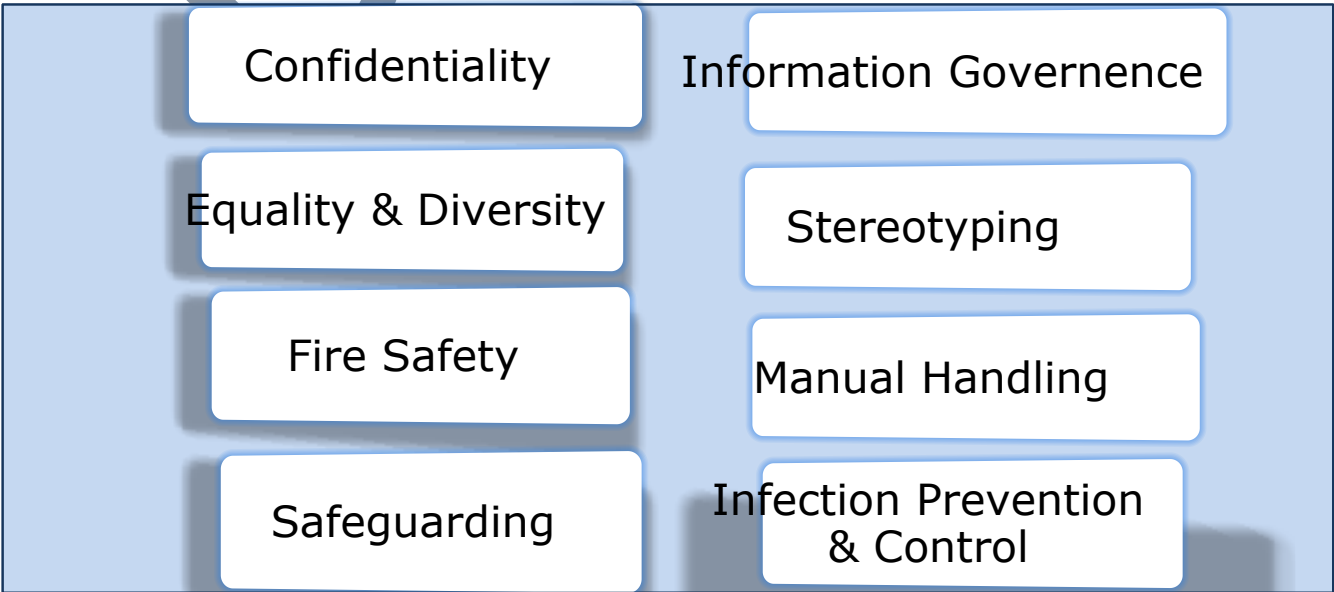 Confidentiality
Information Governence
Equality & Diversity
Stereotyping
Fire Safety
Manual Handling
Safeguarding
Infection Prevention
& Control